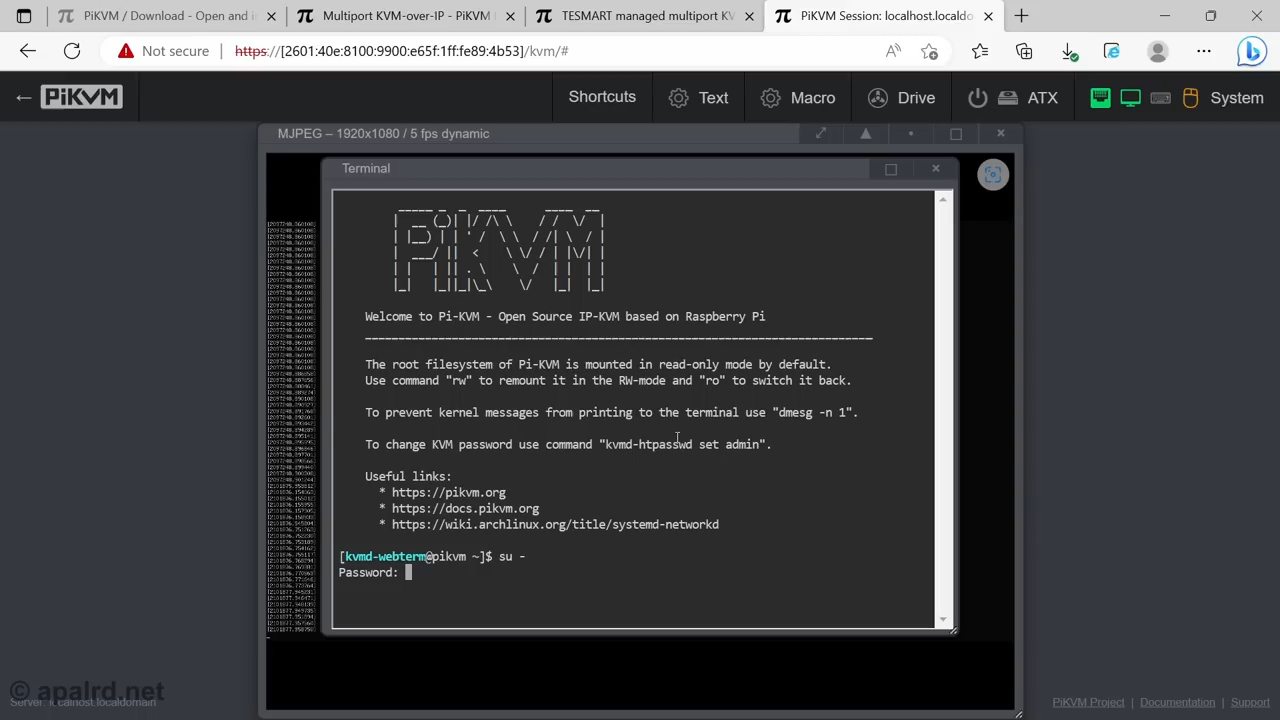 PiKVM / Download - Open and in
Multiport KVM-over-IP - PiKVM
TESMART managed multiport KV
PiKVM Session: localhost.localdo
Not secure
https://[2601:40e:8100:9900:e65f:1ff:fe89:4b53]/kvm/#
← PiKVM
Shortcuts
Text
Macro
Drive
ATX
System
MJPEG – 1920x1080 / 5 fps dynamic
Terminal
PiKVM
Welcome to Pi-KVM - Open Source IP-KVM based on Raspberry Pi
The root filesystem of Pi-KVM is mounted in read-only mode by default.
Use command "rw" to remount it in the RW-mode and "ro" to switch it back.
To prevent kernel messages from printing to the terminal use "dmesg -n 1".
To change KVM password use command "kvmd-htpasswd set admin".
Useful links:
* https://pikvm.org
* https://docs.pikvm.org
* https://wiki.archlinux.org/title/systemd-networkd
[kvmd-webterm@pikvm ~]$ su -
Password:
© apalrd.net
Server: localhost.localdomain
PiKVM Project | Documentation | Support